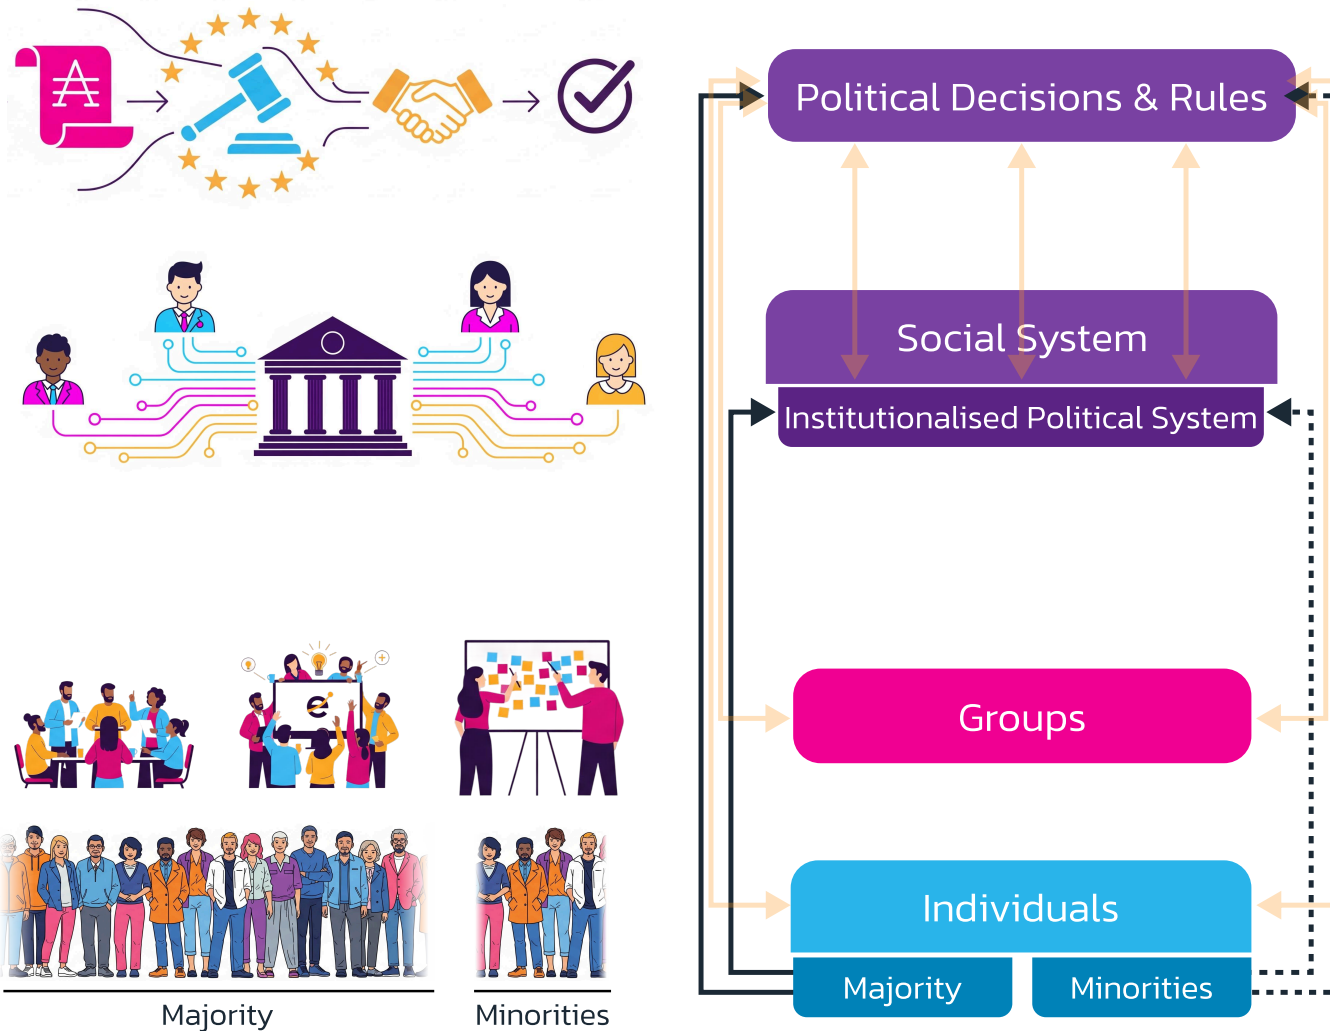 Political Decisions & Rules
Social System
Institutionalised Political System
Groups
Individuals
Majority
Minorities
Majority
Minorities